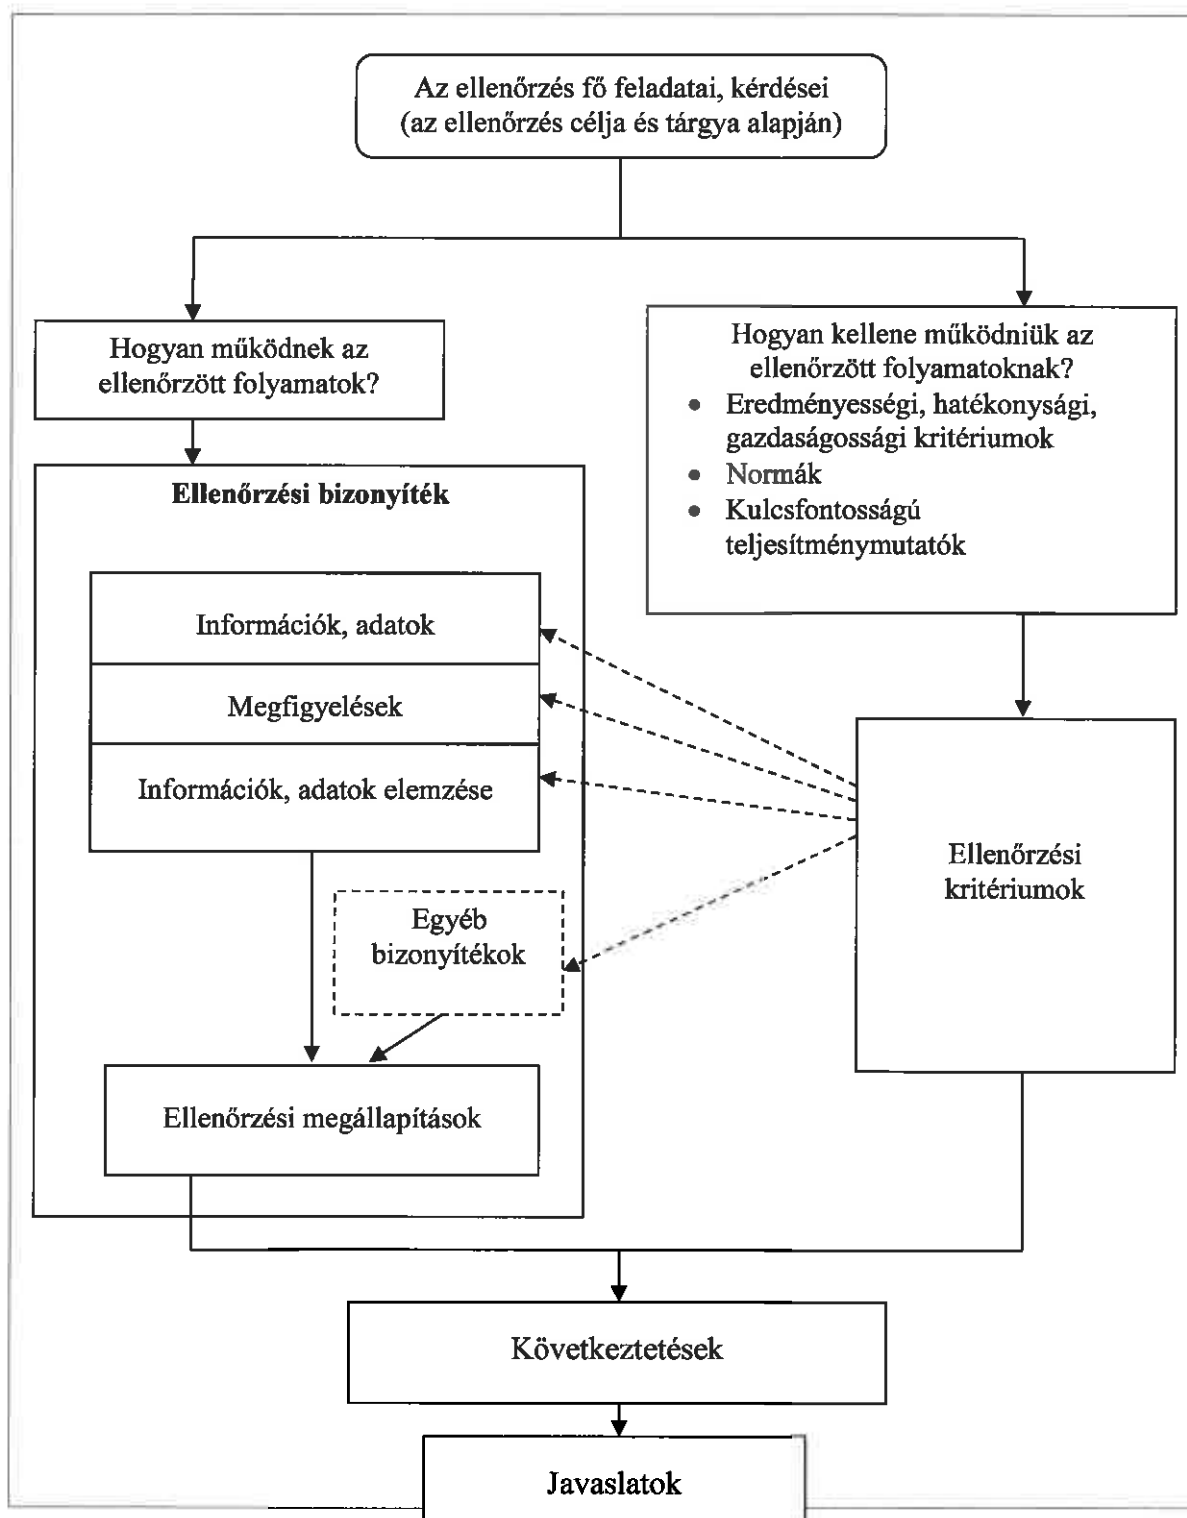 Az ellenőrzés fő feladatai, kérdései
(az ellenőrzés célja és tárgya alapján)
Hogyan működnek az
ellenőrzött folyamatok?
Hogyan kellene működniük az
ellenőrzött folyamatoknak?
• Eredményességi, hatékonysági,
gazdaságossági kritériumok
• Normák
• Kulcsfontosságú
teljesítménymutatók
Ellenőrzési bizonyíték
Információk, adatok
Megfigyelések
Információk, adatok elemzése
Egyéb
bizonyítékok
Ellenőrzési megállapítások
Ellenőrzési
kritériumok
Következtetések
Javaslatok